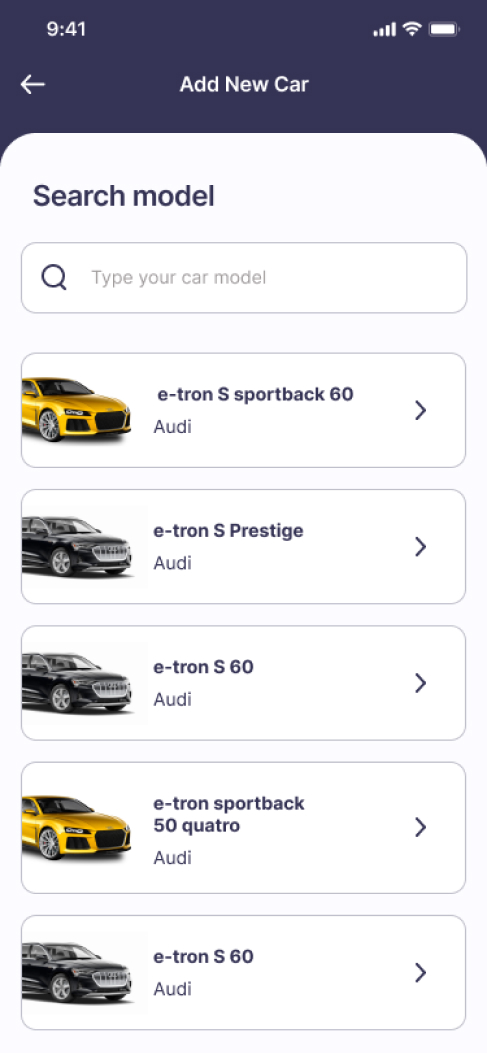 9:41
Add New Car
Search model
Type your car model
e-tron S sportback 60
Audi
e-tron S Prestige
Audi
e-tron S 60
Audi
e-tron sportback
50 quatro
Audi
e-tron S 60
Audi